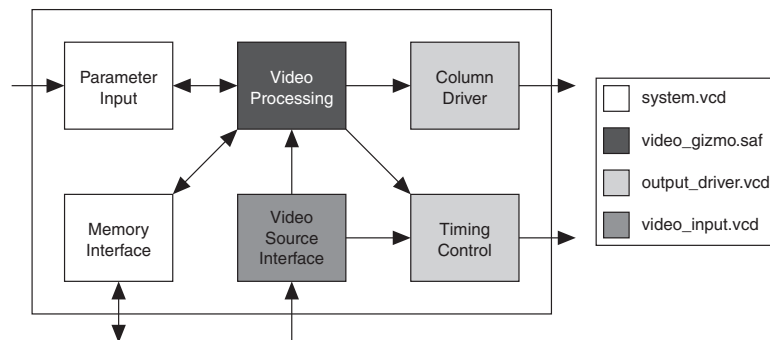 Parameter
Input
Video
Processing
Column
Driver
Memory
Interface
Video
Source
Interface
Timing
Control
system.vcd
video_gizmo.saf
output_driver.vcd
video_input.vcd